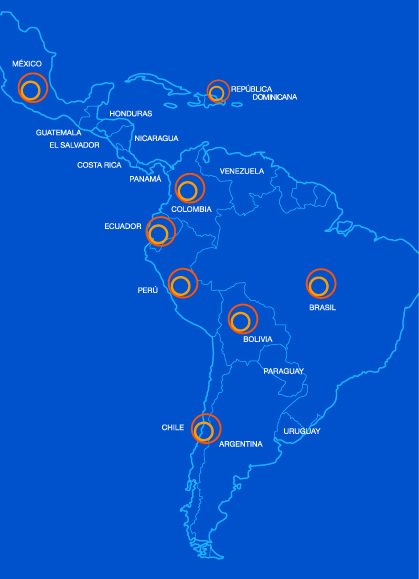 MÉXICO
REPÚBLICA
DOMINICANA
HONDURAS
GUATEMALA
NICARAGUA
EL SALVADOR
COSTA RICA
VENEZUELA
PANAMÁ
COLOMBIA
ECUADOR
PERÚ
BRASIL
BOLIVIA
PARAGUAY
CHILE
URUGUAY
ARGENTINA